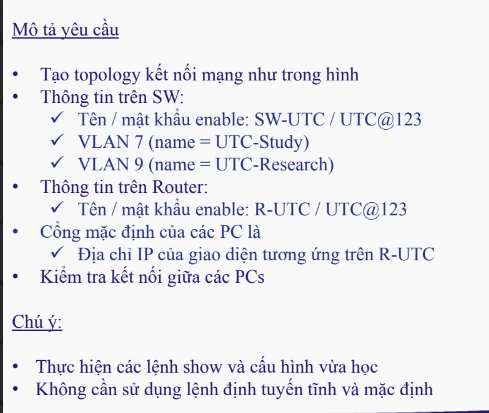 Mô tả yêu cầu
• Tạo topology kết nối mạng như trong hình
• Thông tin trên SW:
✓ Tên / mật khẩu enable: SW-UTC / UTC@123
✓ VLAN 7 (name = UTC-Study)
✓ VLAN 9 (name = UTC-Research)
• Thông tin trên Router:
✓ Tên / mật khẩu enable: R-UTC / UTC@123
• Cổng mặc định của các PC là
✓ Địa chỉ IP của giao diện tương ứng trên R-UTC
• Kiểm tra kết nối giữa các PCs
Chú ý:
• Thực hiện các lệnh show và cấu hình vừa học
• Không cần sử dụng lệnh định tuyến tĩnh và mặc định